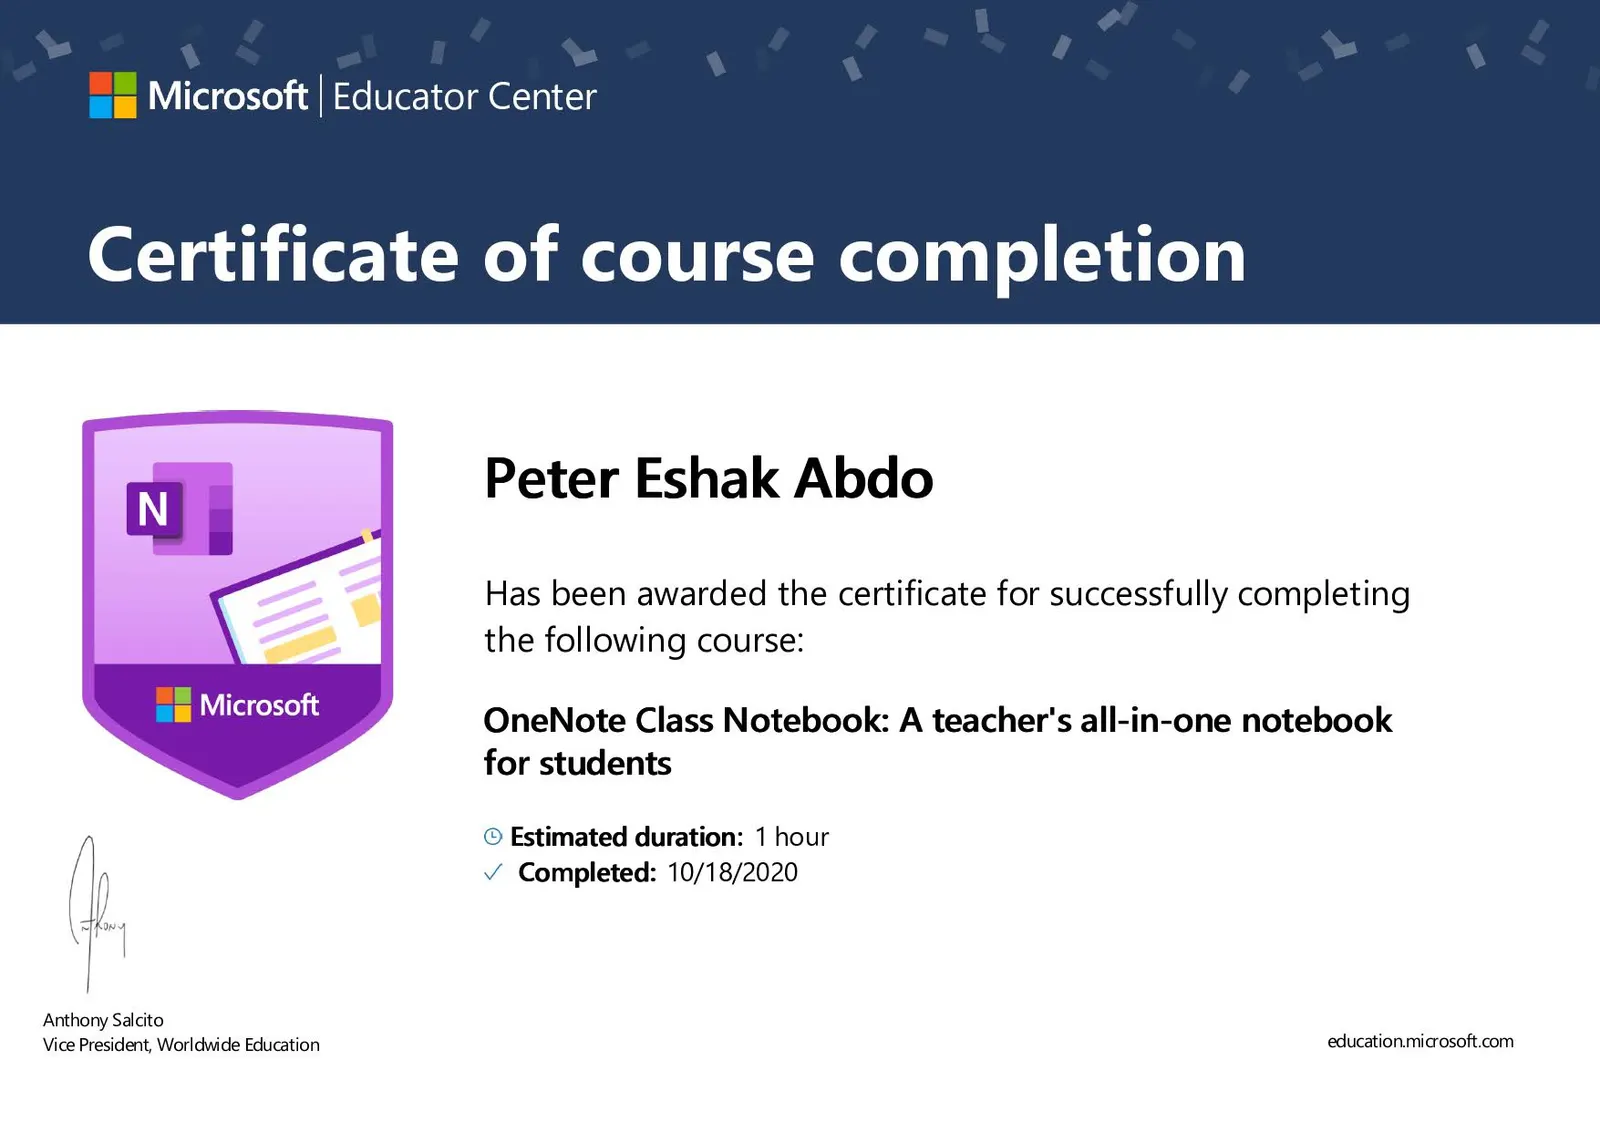 Microsoft | Educator Center
Certificate of course completion
N
Microsoft
Peter Eshak Abdo
Has been awarded the certificate for successfully completing
the following course:
OneNote Class Notebook: A teacher's all-in-one notebook
for students
Estimated duration: 1 hour
Completed: 10/18/2020
Anthony
Anthony Salcito
Vice President, Worldwide Education
education.microsoft.com